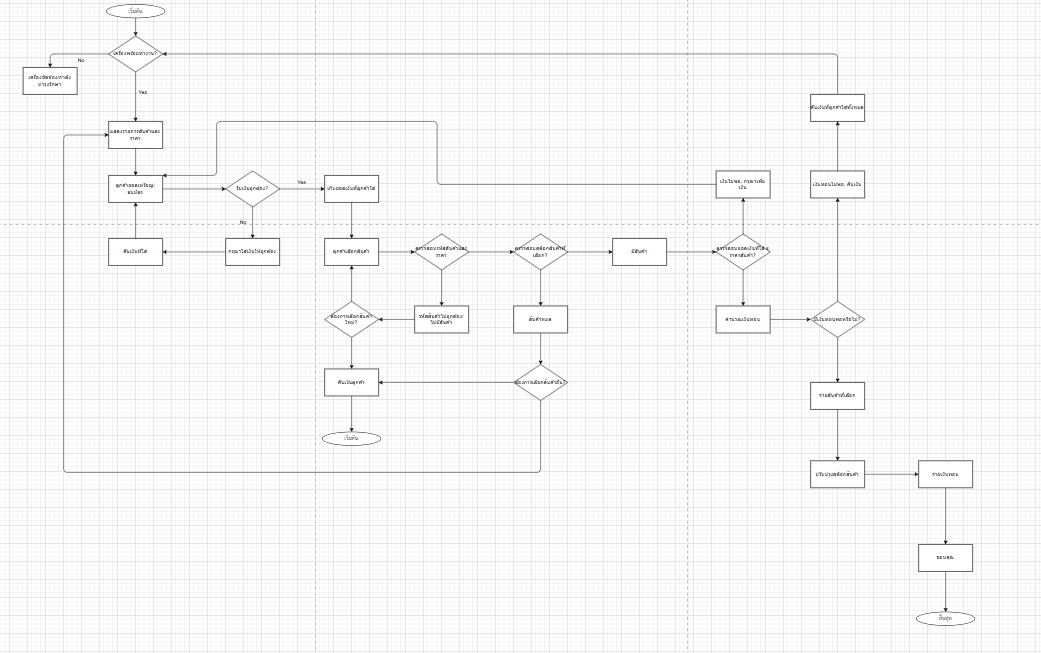 เริ่มต้น
เครื่องพร้อมทำงาน?
No
เครื่องขัดข้อง/กำลัง
บำรุงรักษา
Yes
คืนเงินที่ลูกค้าใส่ทั้งหมด
แสดงรายการสินค้าและ
ราคา
ลูกค้าหยอดเหรียญ/
ธนบัตร
รับเงินถูกต้อง?
Yes
เก็บยอดเงินที่ลูกค้าใส่
เงินไม่พอ, กรุณาเพิ่ม
เงิน
เงินทอนไม่พอ, คืนเงิน
No
คืนเงินที่ใส่
กรุณาใส่เงินให้ถูกต้อง
ลูกค้าเลือกสินค้า
ตรวจสอบรหัสสินค้าและ
ราคา
ตรวจสอบสต็อกสินค้าที่
เลือก?
มีสินค้า
ราคาสินค้า?
ต้องการเลือกสินค้า
ใหม่?
รหัสสินค้าไม่ถูกต้อง/
ไม่มีสินค้า
สินค้าหมด
คำนวณเงินทอน
มีเงินทอนพอหรือไม่?
คืนเงินลูกค้า
ต้องการเลือกสินค้าอื่น?
จ่ายสินค้าที่เลือก
เริ่มต้น
ปรับปรุงสต็อกสินค้า
จ่ายเงินทอน
ขอบคุณ
สิ้นสุด